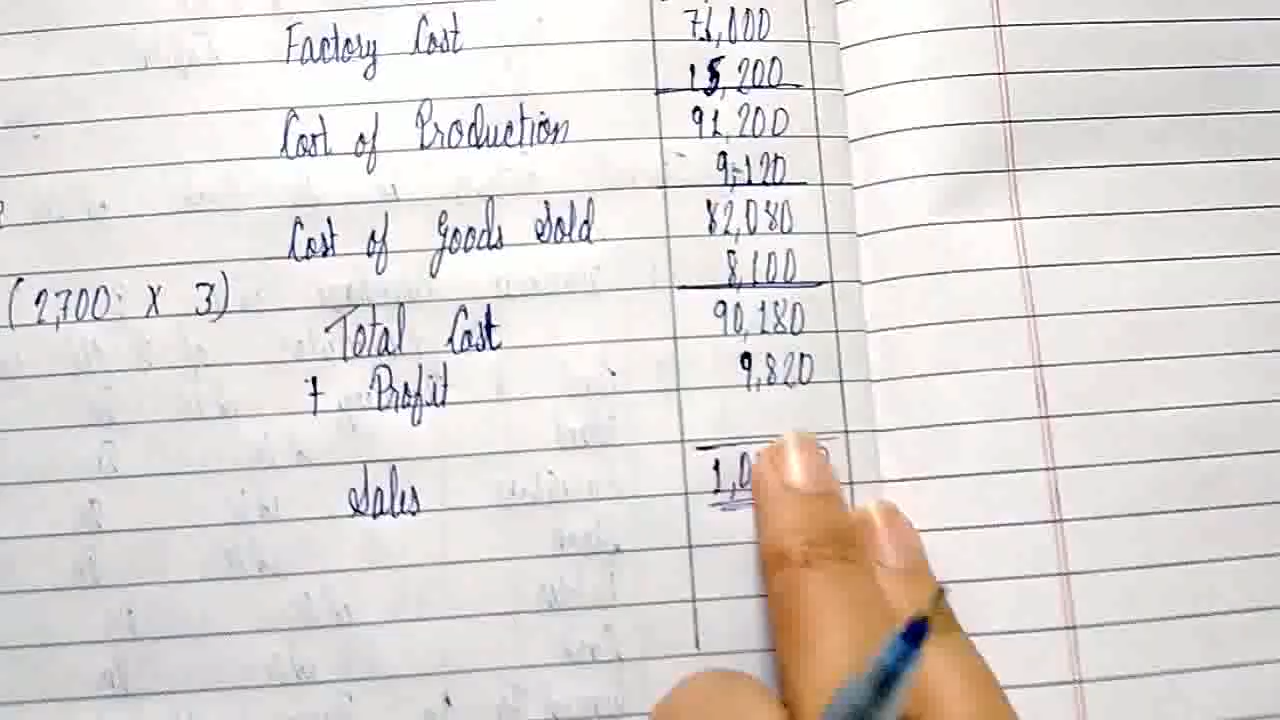 Factory Cost 71,000
15,200
Cost of Production 91,200
9,120
Cost of Goods Sold 82,080
8,100
(2,700 X 3)
Total Cost 90,180
+ Profit 9,820
Sales